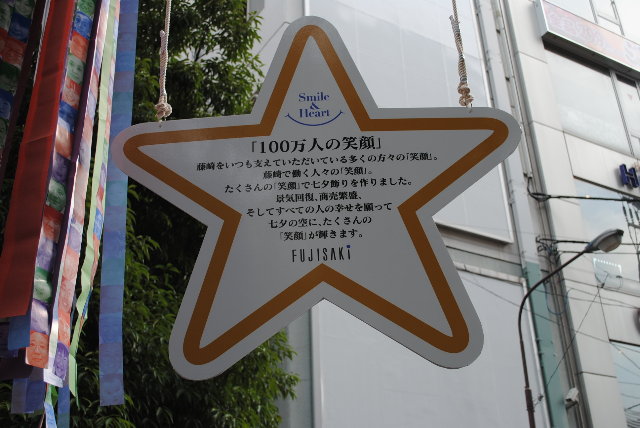 Smile
&
Heart
「100万人の笑顔」
藤﨑をいつも支えていただいている多くの方々の「笑顔」。
藤﨑で働く人々の「笑顔」。
たくさんの「笑顔」で七夕飾りを作りました。
景気回復、商売繁盛、
そしてすべての人の幸せを願って
七夕の空に、たくさんの
「笑顔」が輝きます。
FUJISAKI